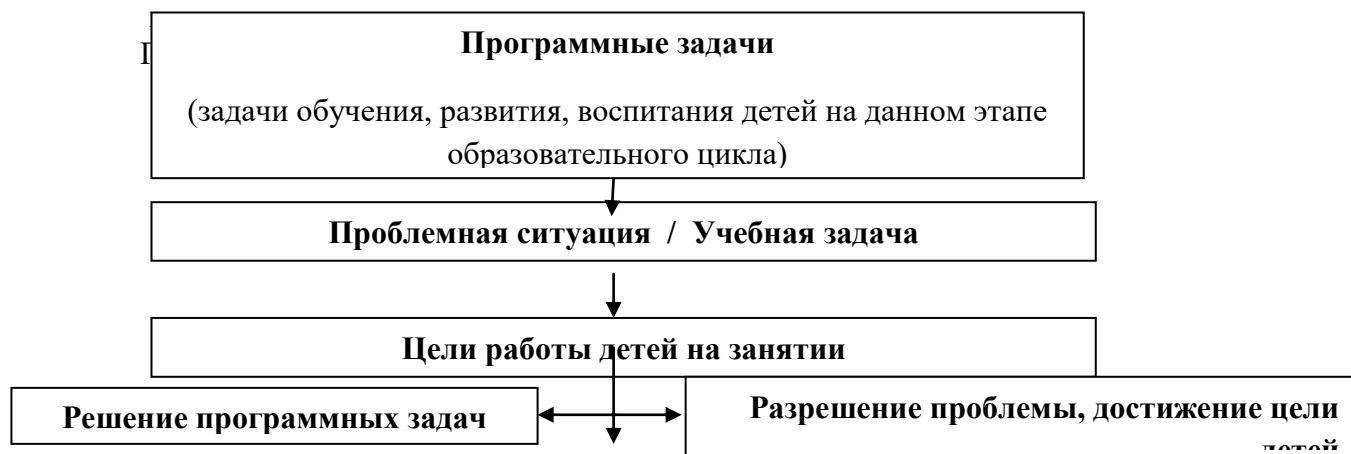 Программные задачи
(задачи обучения, развития, воспитания детей на данном этапе
образовательного цикла)
Проблемная ситуация / Учебная задача
Цели работы детей на занятии
Решение программных задач
Разрешение проблемы, достижение цели
детей